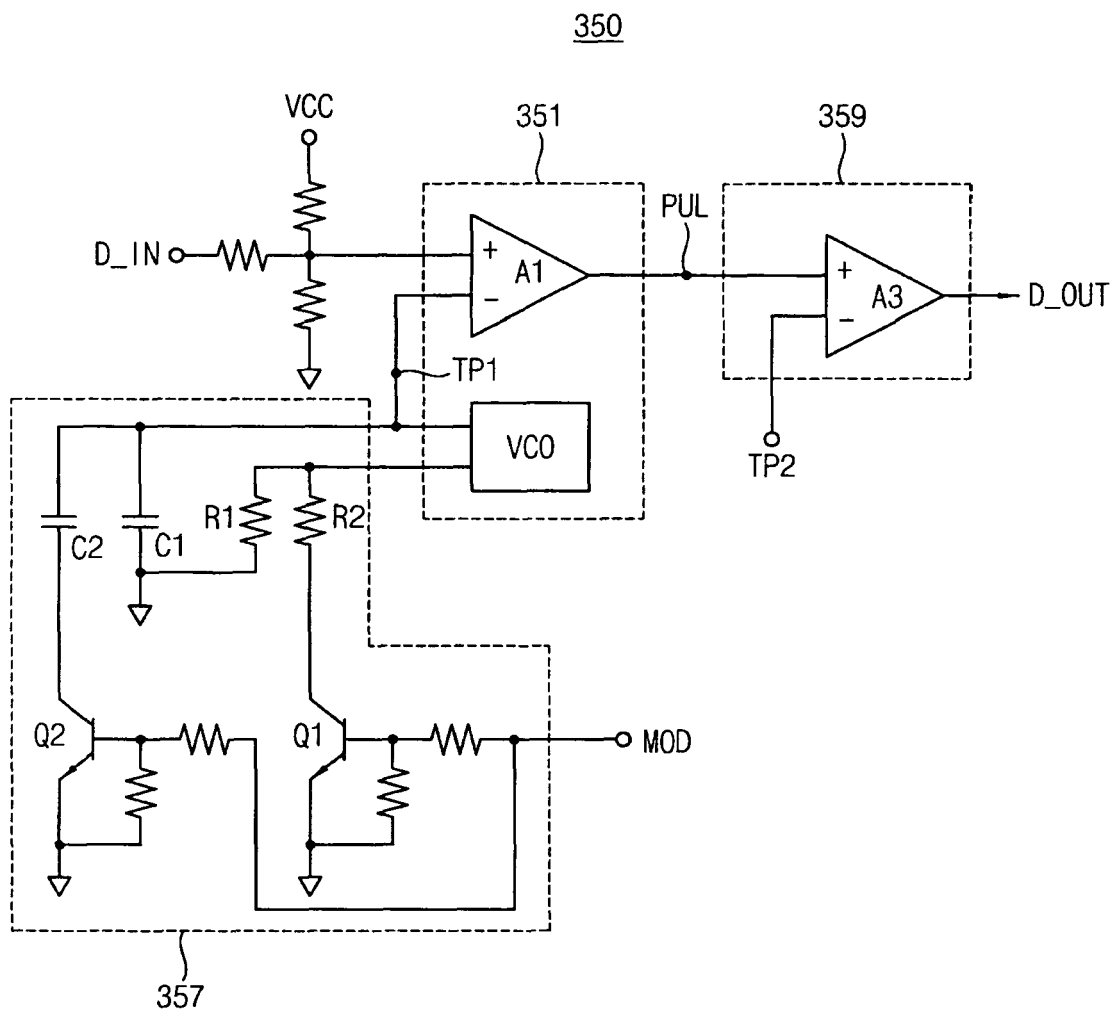 350
VCC
351
359
D_IN
+
A1
-
PUL
+
A3
-
D_OUT
TP1
TP2
VCO
C2
C1
R1
R2
Q2
Q1
MOD
357